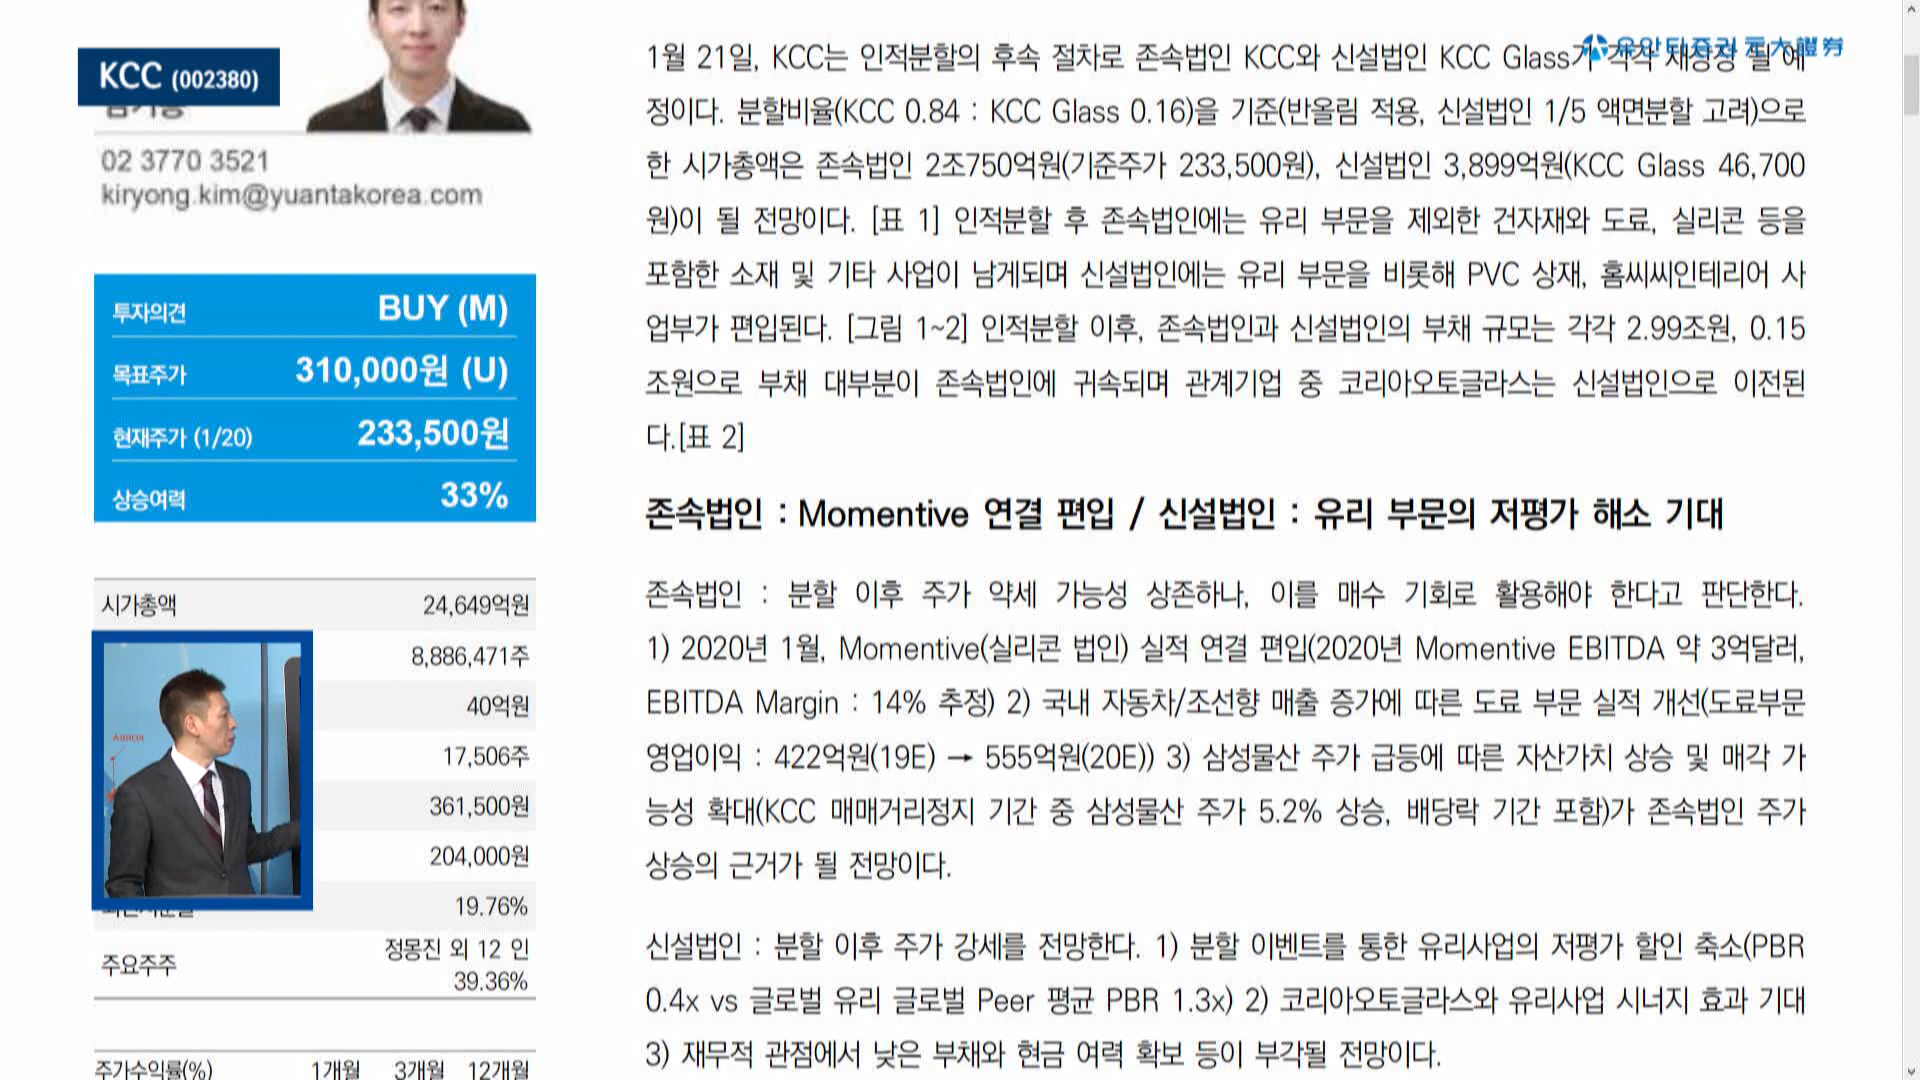 KCC (002380)
02 3770 3521
kiryong.kim@yuantakorea.com
투자의견 BUY (M)
목표주가 310,000원 (U)
현재주가 (1/20) 233,500원
상승여력 33%
시가총액 24,649억원
8,886,471주
40억원
17,506주
361,500원
204,000원
19.76%
주요주주 정몽진 외 12 인
39.36%
주가수익률(%) 1개월 3개월 12개월
유안타증권 元大證券
1월 21일, KCC는 인적분할의 후속 절차로 존속법인 KCC와 신설법인 KCC Glass가 각각 재상장 될 예
정이다. 분할비율(KCC 0.84 : KCC Glass 0.16)을 기준(반올림 적용, 신설법인 1/5 액면분할 고려)으로
한 시가총액은 존속법인 2조750억원(기준주가 233,500원), 신설법인 3,899억원(KCC Glass 46,700
원)이 될 전망이다. [표 1] 인적분할 후 존속법인에는 유리 부문을 제외한 건자재와 도료, 실리콘 등을
포함한 소재 및 기타 사업이 남게되며 신설법인에는 유리 부문을 비롯해 PVC 상재, 홈씨씨인테리어 사
업부가 편입된다. [그림 1~2] 인적분할 이후, 존속법인과 신설법인의 부채 규모는 각각 2.99조원, 0.15
조원으로 부채 대부분이 존속법인에 귀속되며 관계기업 중 코리아오토글라스는 신설법인으로 이전된
다.[표 2]
존속법인 : Momentive 연결 편입 / 신설법인 : 유리 부문의 저평가 해소 기대
존속법인 : 분할 이후 주가 약세 가능성 상존하나, 이를 매수 기회로 활용해야 한다고 판단한다.
1) 2020년 1월, Momentive(실리콘 법인) 실적 연결 편입(2020년 Momentive EBITDA 약 3억달러,
EBITDA Margin : 14% 추정) 2) 국내 자동차/조선향 매출 증가에 따른 도료 부문 실적 개선(도료부문
영업이익 : 422억원(19E) → 555억원(20E)) 3) 삼성물산 주가 급등에 따른 자산가치 상승 및 매각 가
능성 확대(KCC 매매거리정지 기간 중 삼성물산 주가 5.2% 상승, 배당락 기간 포함)가 존속법인 주가
상승의 근거가 될 전망이다.
신설법인 : 분할 이후 주가 강세를 전망한다. 1) 분할 이벤트를 통한 유리사업의 저평가 할인 축소(PBR
0.4x vs 글로벌 유리 글로벌 Peer 평균 PBR 1.3x) 2) 코리아오토글라스와 유리사업 시너지 효과 기대
3) 재무적 관점에서 낮은 부채와 현금 여력 확보 등이 부각될 전망이다.